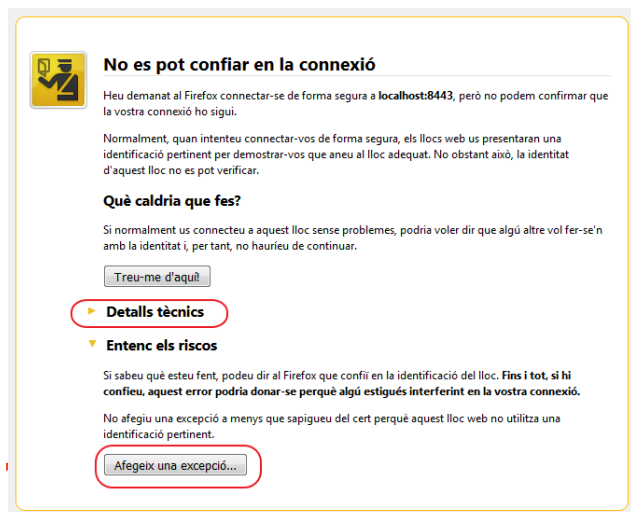 No es pot confiar en la connexió
Heu demanat al Firefox connectar-se de forma segura a localhost:8443, però no podem confirmar que
la vostra connexió ho sigui.
Normalment, quan intenteu connectar-vos de forma segura, els llocs web us presentaran una
identificació pertinent per demostrar-vos que aneu al lloc adequat. No obstant això, la identitat
d'aquest lloc no es pot verificar.
Què caldria que fes?
Si normalment us connecteu a aquest lloc sense problemes, podria voler dir que algú altre vol fer-se'n
amb la identitat i, per tant, no hauríeu de continuar.
Treu-me d'aquí!
Detalls tècnics
Entenc els riscos
Si sabeu què esteu fent, podeu dir al Firefox que confiï en la identificació del lloc. Fins i tot, si hi
confieu, aquest error podria donar-se perquè algú estigués interferint en la vostra connexió.
No afegiu una excepció a menys que sapigueu del cert perquè aquest lloc web no utilitza una
identificació pertinent.
Afegeix una excepció...